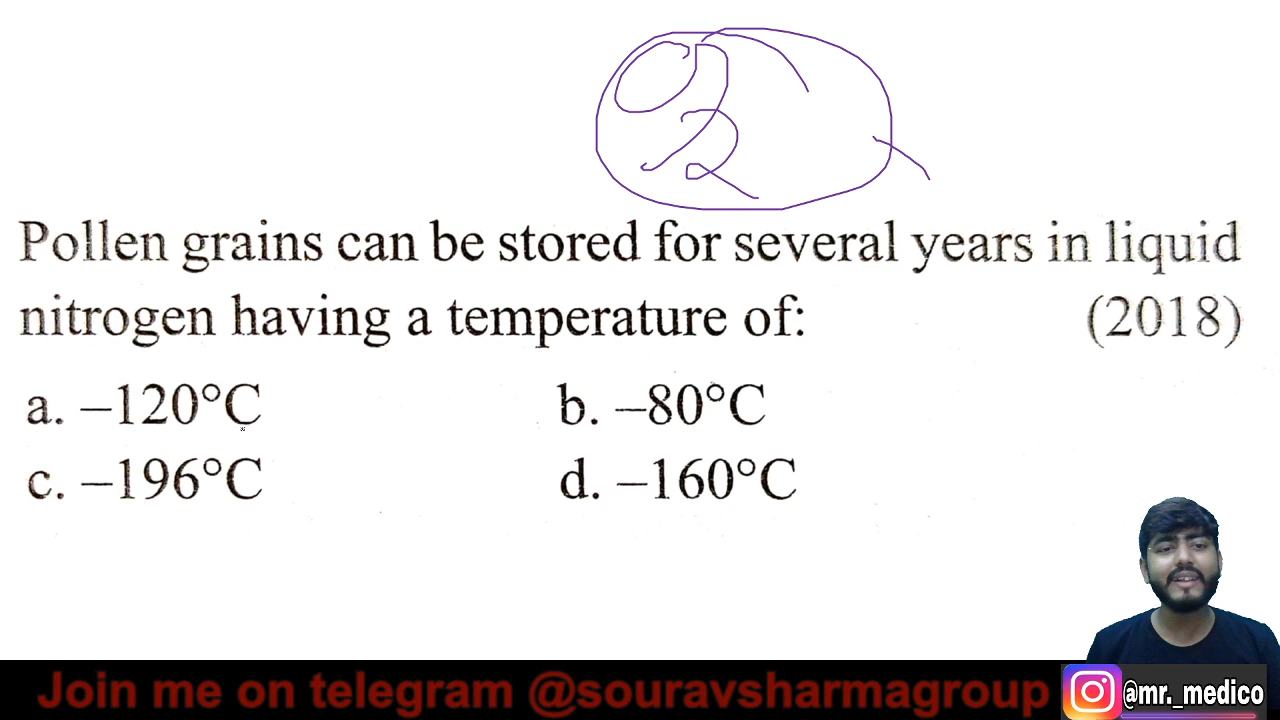 Pollen grains can be stored for several years in liquid
nitrogen having a temperature of: (2018)
a. –120°C b. –80°C
c. –196°C d. –160°C
Join me on telegram @souravsharmagroup
@mr._medico